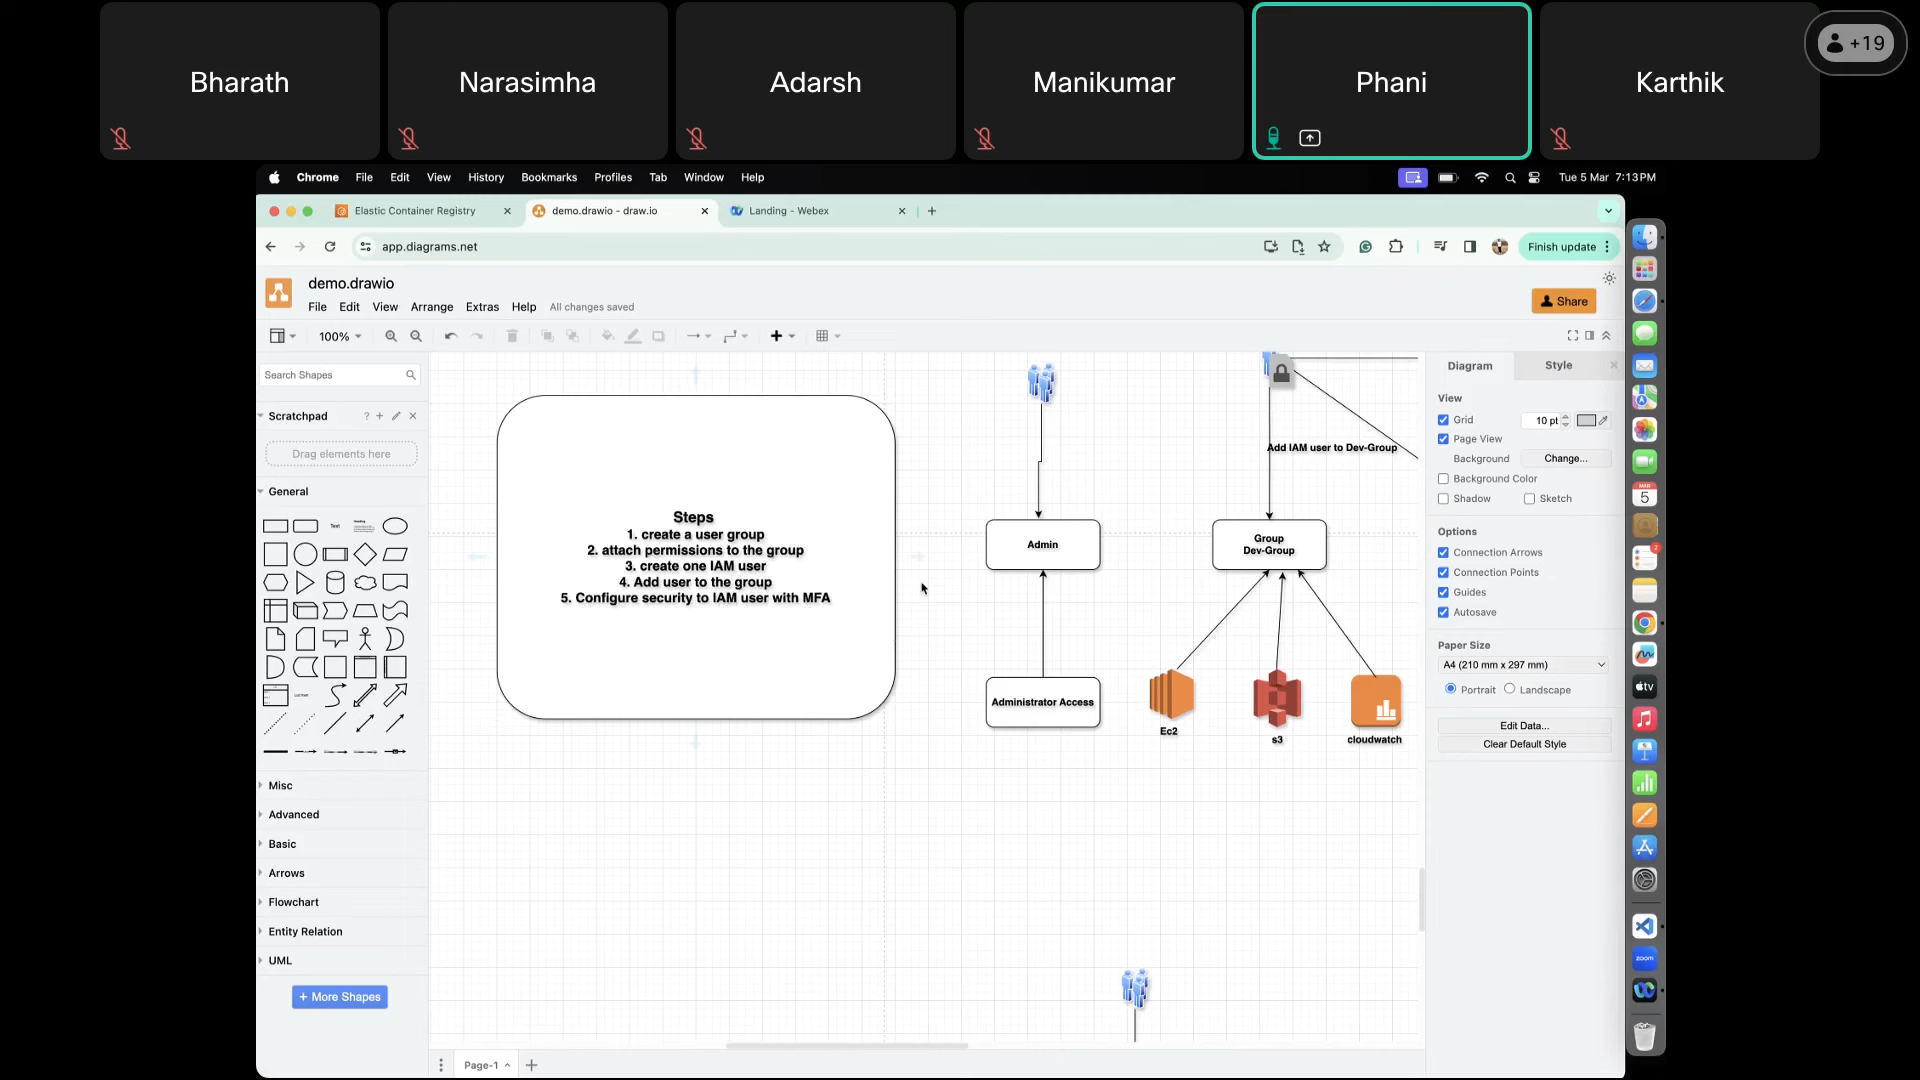 Bharath
Narasimha
Adarsh
Manikumar
Phani
Karthik
+19
Chrome File Edit View History Bookmarks Profiles Tab Window Help
Tue 5 Mar 7:13PM
Elastic Container Registry
demo.drawio - draw.io
Landing - Webex
app.diagrams.net
Finish update
demo.drawio
File Edit View Arrange Extras Help All changes saved
Share
100%
Search Shapes
Scratchpad
Drag elements here
General
Text
Heading
Misc
Advanced
Basic
Arrows
Flowchart
Entity Relation
UML
+ More Shapes
Steps
1. create a user group
2. attach permissions to the group
3. create one IAM user
4. Add user to the group
5. Configure security to IAM user with MFA
Admin
Administrator Access
Add IAM user to Dev-Group
Group
Dev-Group
Ec2
s3
cloudwatch
Diagram
Style
View
Grid
10 pt
Page View
Background
Change...
Background Color
Shadow
Sketch
Options
Connection Arrows
Connection Points
Guides
Autosave
Paper Size
A4 (210 mm x 297 mm)
Portrait
Landscape
Edit Data...
Clear Default Style
MAR
5
2
tv
zoom
Page-1